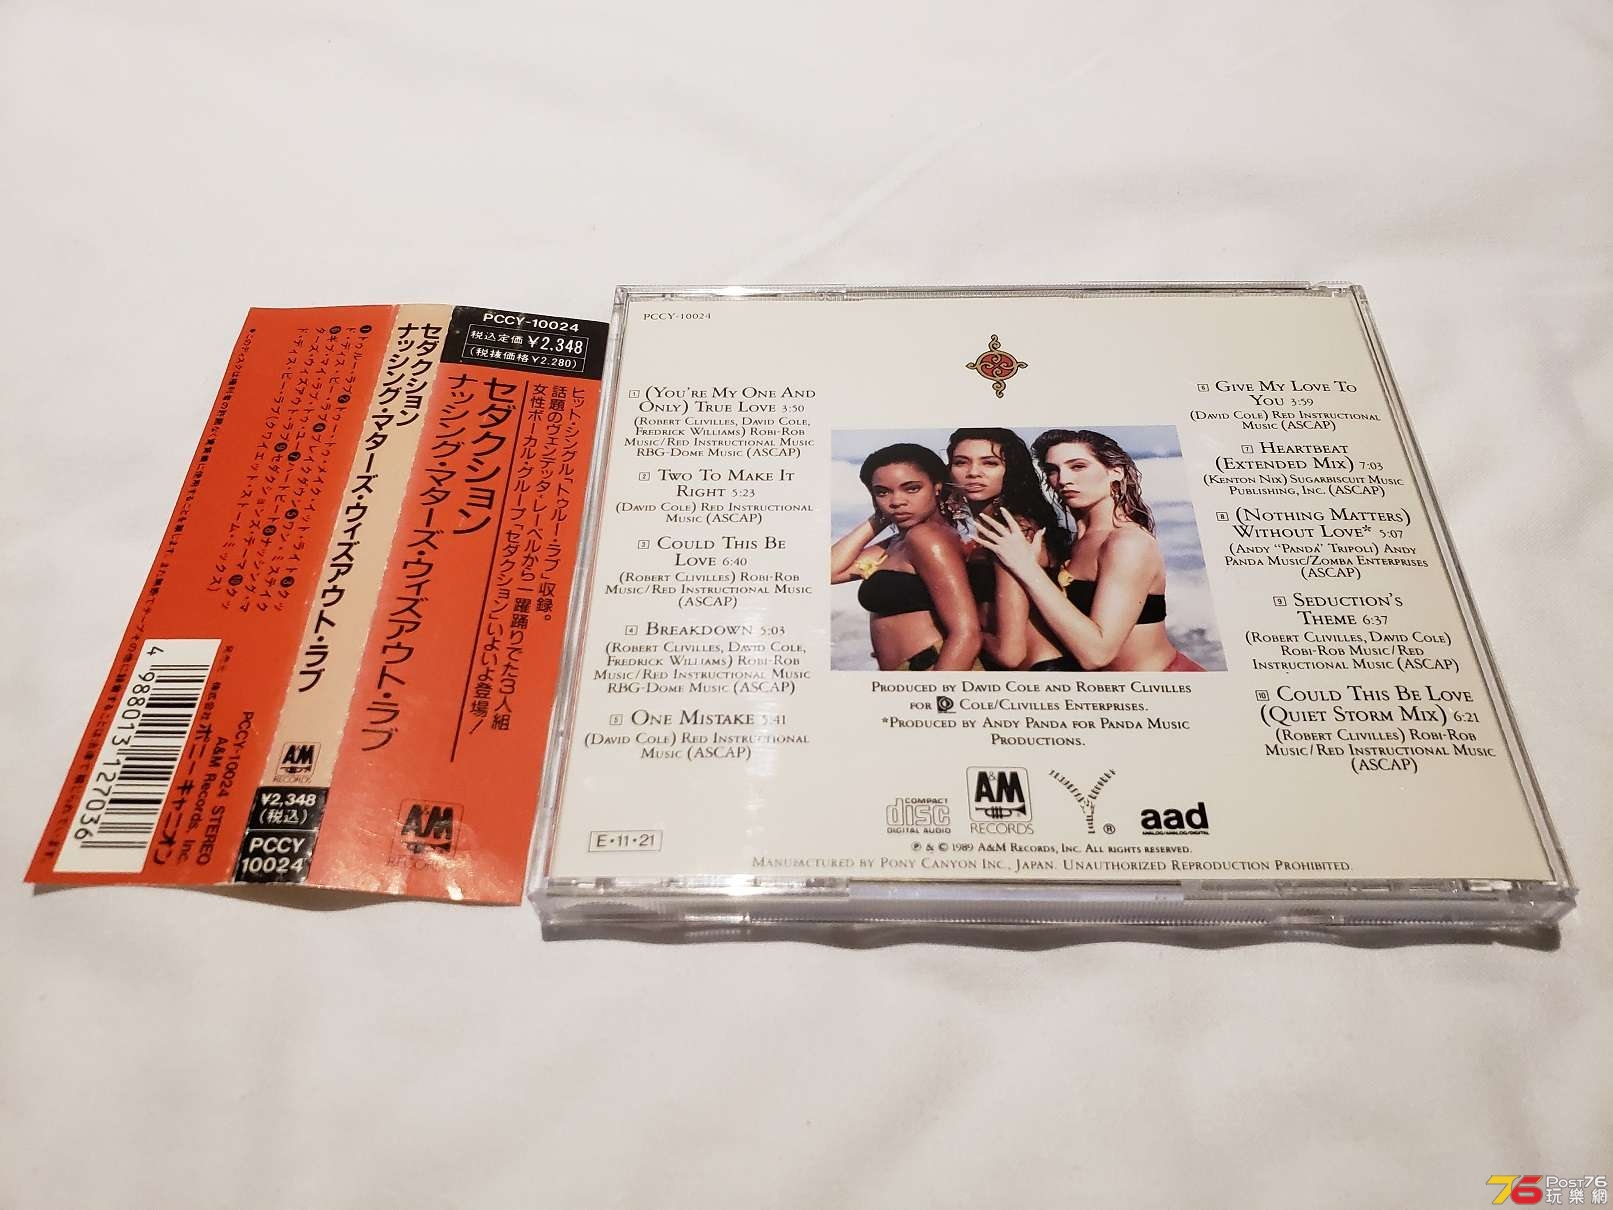 PCCY-10024
税込定価 ¥2,348
(税抜価格¥2,280)
ヒット・シングル「トゥルー・ラブ」収録。
話題のヴェンデッタ・レーベルから一躍踊りでた3人組
女性ボーカル・グループ「セダクション」いよいよ登場!
セダクション
ナッシング・マターズ・ウィズアウト・ラブ
A&M
RECORDS
セダクション
ナッシング・マターズ・ウィズアウト・ラブ
A&M
RECORDS
¥2,348
(税込)
PCCY
10024
PCCY-10024 STEREO
A&M Records, Inc.
株式会社ポニーキャニオン
4 988013 127036
PCCY-10024
1 (You're My One And
Only) True Love 3:50
(Robert Clivilles, David Cole,
Fredrick Williams) Robi-Rob
Music/Red Instructional Music
RBG-Dome Music (ASCAP)
2 Two To Make It
Right 5:23
(David Cole) Red Instructional
Music (ASCAP)
3 Could This Be
Love 6:40
(Robert Clivilles) Robi-Rob
Music/Red Instructional Music
(ASCAP)
4 Breakdown 5:03
(Robert Clivilles, David Cole,
Fredrick Williams) Robi-Rob
Music/Red Instructional Music
RBG-Dome Music (ASCAP)
5 One Mistake 5:41
(David Cole) Red Instructional
Music (ASCAP)
6 Give My Love To
You 3:59
(David Cole) Red Instructional
Music (ASCAP)
7 Heartbeat
(Extended Mix) 7:03
(Kenton Nix) Sugarbiscuit Music
Publishing, Inc. (ASCAP)
8 (Nothing Matters)
Without Love* 5:07
(Andy "Panda" Tripoli) Andy
Panda Music/Zomba Enterprises
(ASCAP)
9 Seduction's
Theme 6:37
(Robert Clivilles, David Cole)
Robi-Rob Music/Red
Instructional Music (ASCAP)
10 Could This Be Love
(Quiet Storm Mix) 6:21
(Robert Clivilles) Robi-Rob
Music/Red Instructional Music
(ASCAP)
Produced by David Cole and Robert Clivilles
for Cole/Clivilles Enterprises.
*Produced by Andy Panda for Panda Music
Productions.
COMPACT
disc
DIGITAL AUDIO
A&M
RECORDS
Y®
aad
ANALOG/ANALOG/DIGITAL
E・11・21
℗ & © 1989 A&M Records, Inc. All rights reserved.
Manufactured by Pony Canyon Inc., Japan. Unauthorized Reproduction Prohibited.
76 Post76
玩樂網